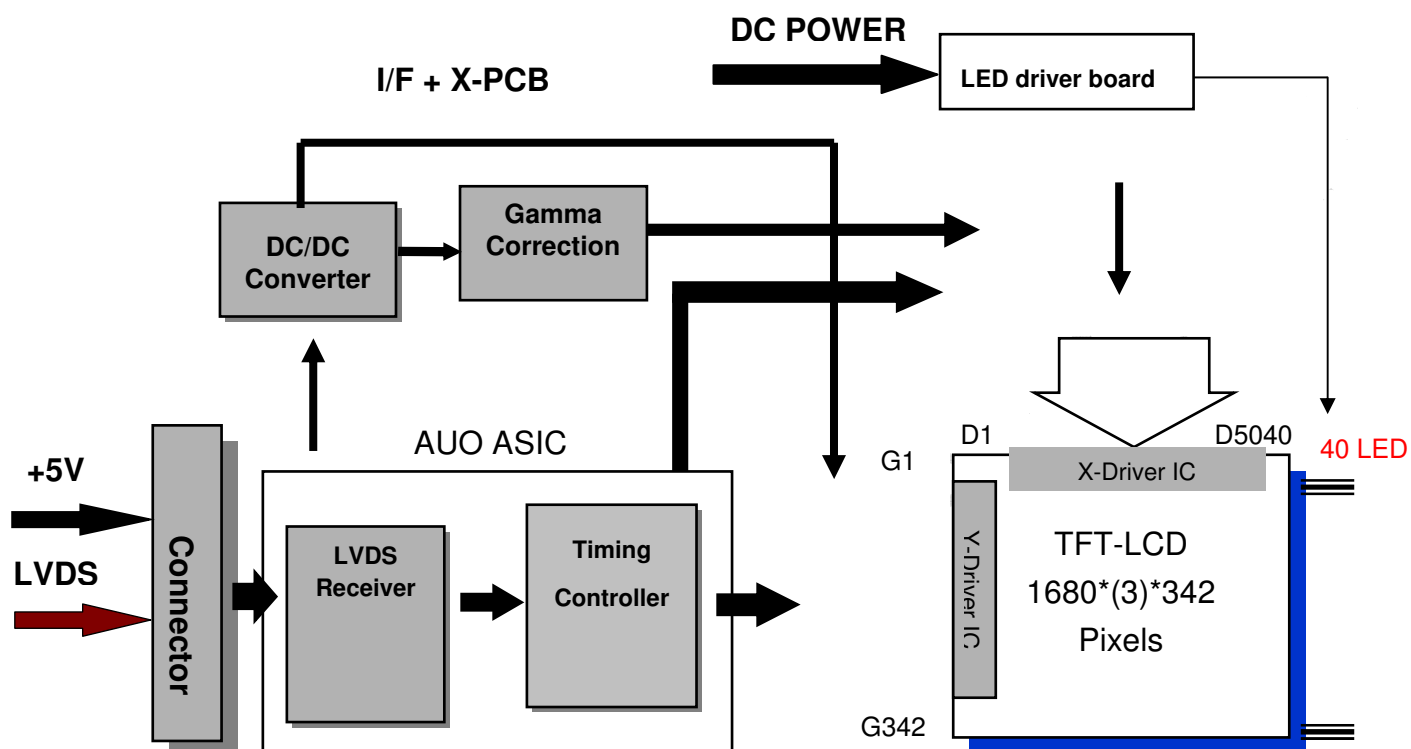 DC POWER
LED driver board
I/F + X-PCB
Gamma
Correction
DC/DC
Converter
AUO ASIC
D1
D5040
40 LED
G1
X-Driver IC
+5V
LVDS
Connector
LVDS
Receiver
Timing
Controller
Y-Driver IC
TFT-LCD
1680*(3)*342
Pixels
G342